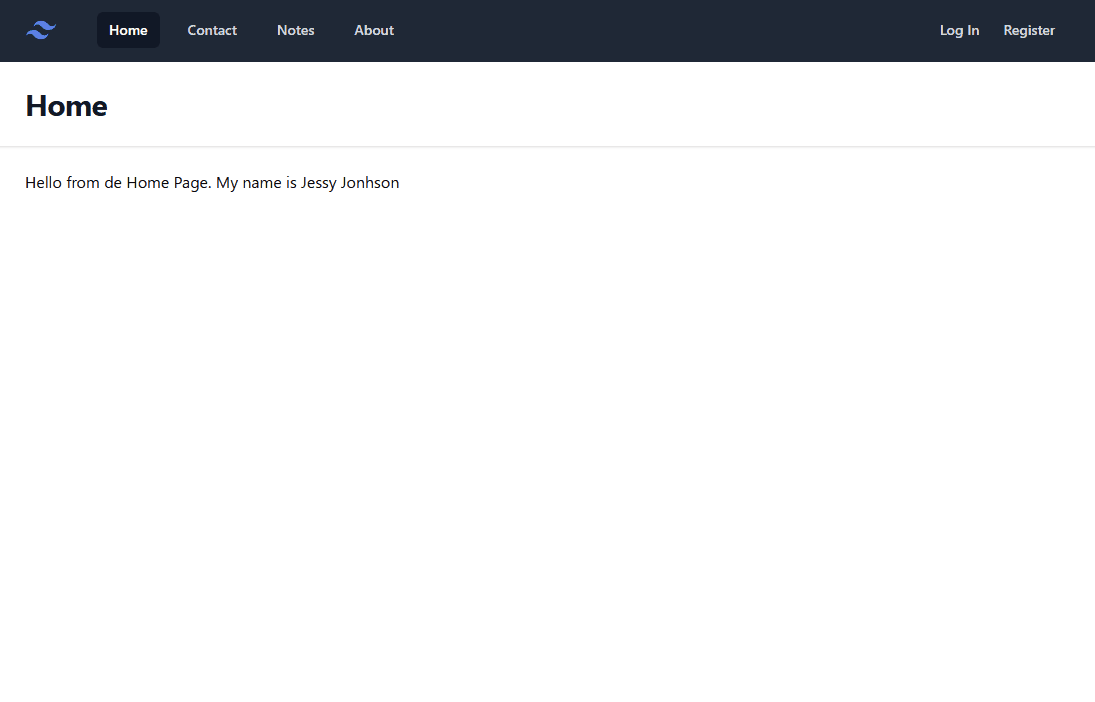 Home Contact Notes About Log In Register
Home
Hello from de Home Page. My name is Jessy Jonhson